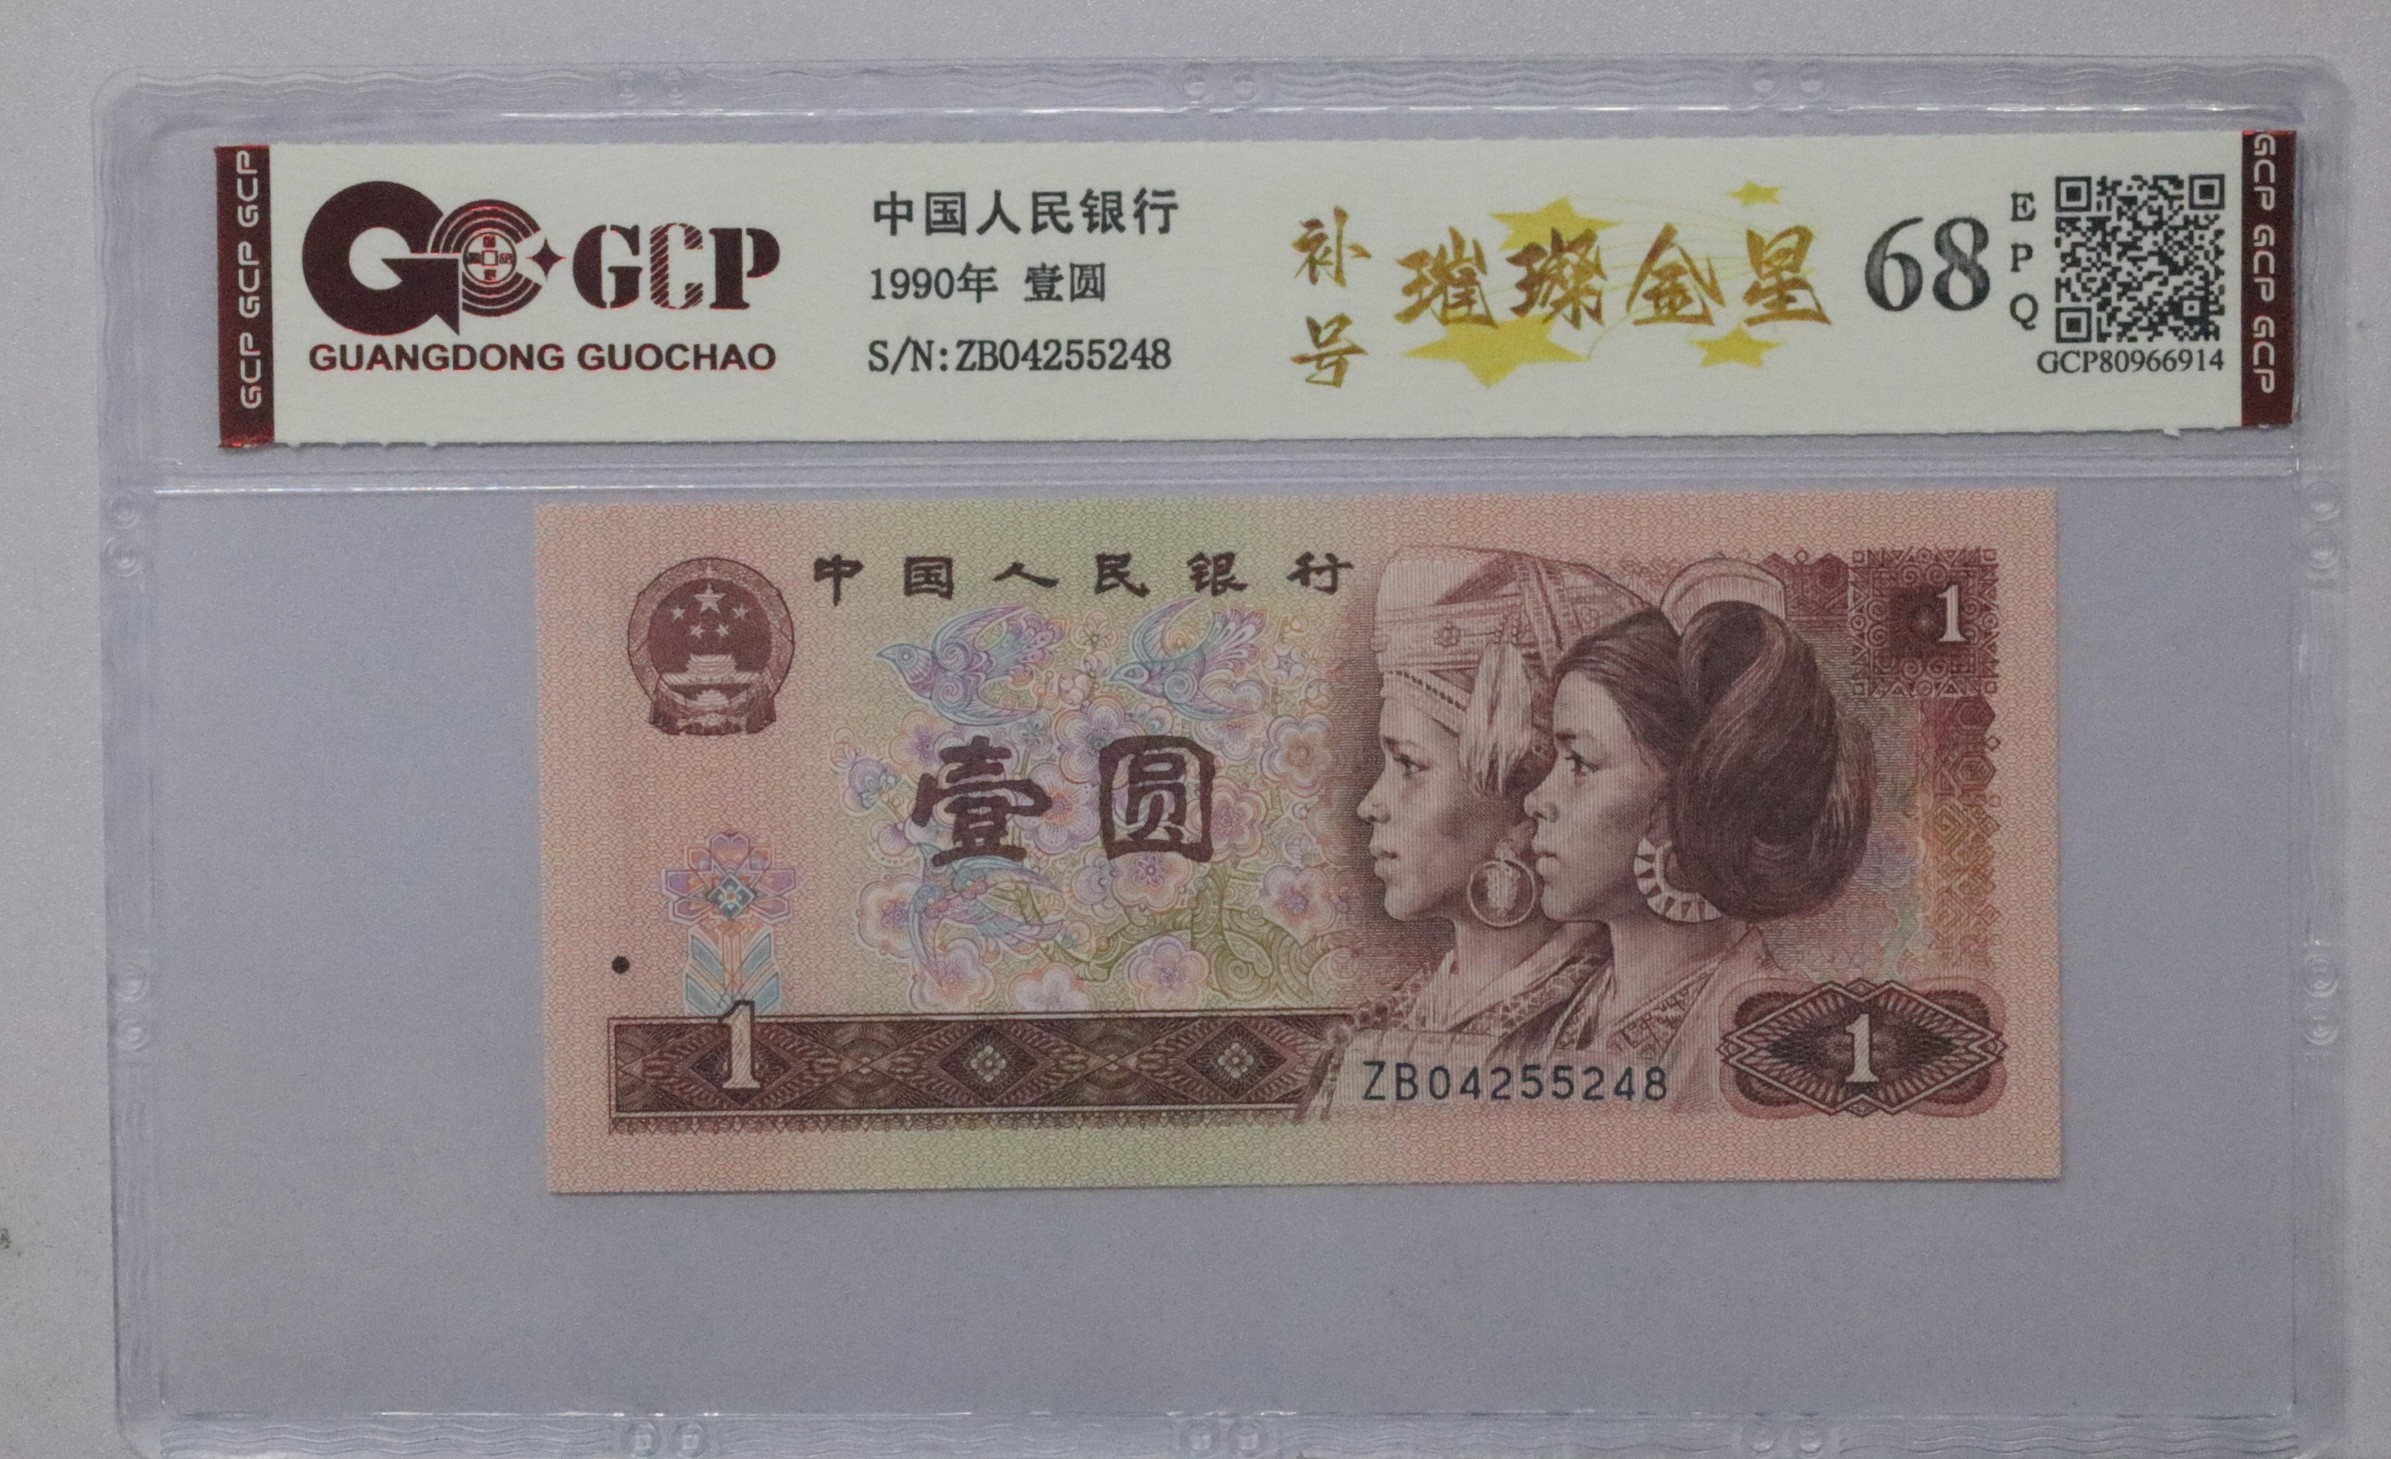 GCP GCP GCP
GCP
GUANGDONG GUOCHAO
中国人民银行
1990年 壹圆
S/N:ZB04255248
补号
璀璨金星
68
EPQ
GCP80966914
GCP GCP GCP
中国人民银行
1
壹圆
1
ZB04255248
1